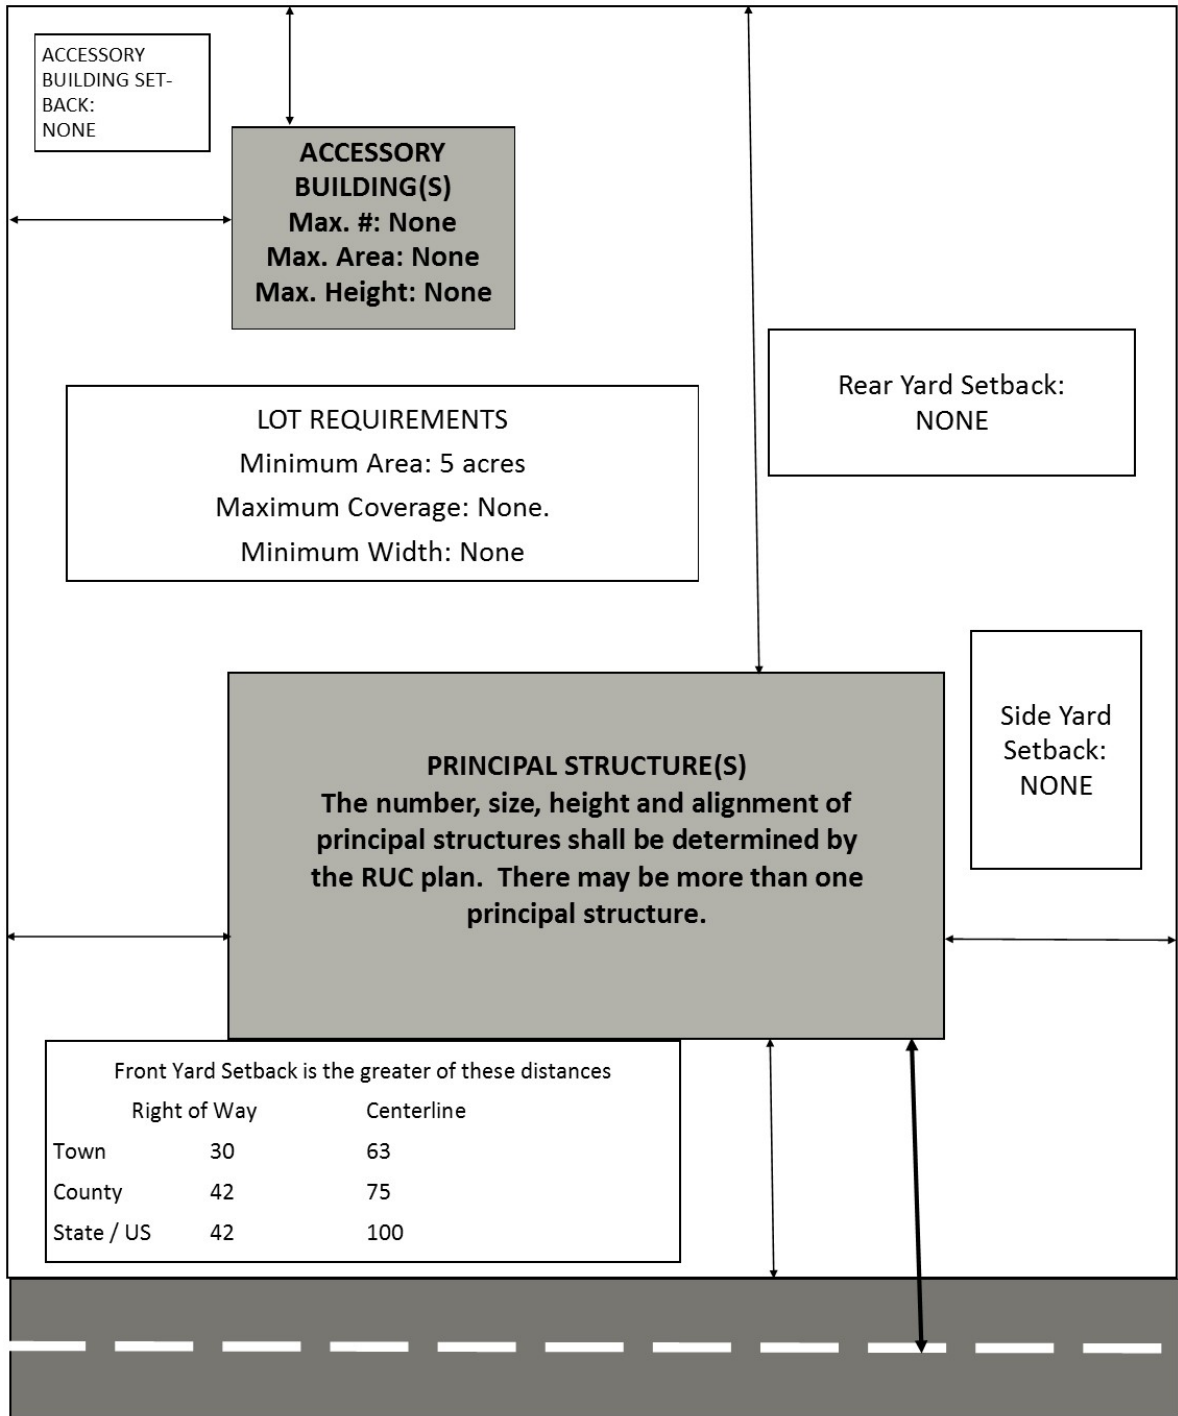 ACCESSORY
BUILDING SET-
BACK:
NONE
ACCESSORY
BUILDING(S)
Max. #: None
Max. Area: None
Max. Height: None
Rear Yard Setback:
NONE
LOT REQUIREMENTS
Minimum Area: 5 acres
Maximum Coverage: None.
Minimum Width: None
Side Yard
Setback:
NONE
PRINCIPAL STRUCTURE(S)
The number, size, height and alignment of
principal structures shall be determined by
the RUC plan.  There may be more than one
principal structure.
Front Yard Setback is the greater of these distances
Right of Way Centerline
Town 30 63
County 42 75
State / US 42 100